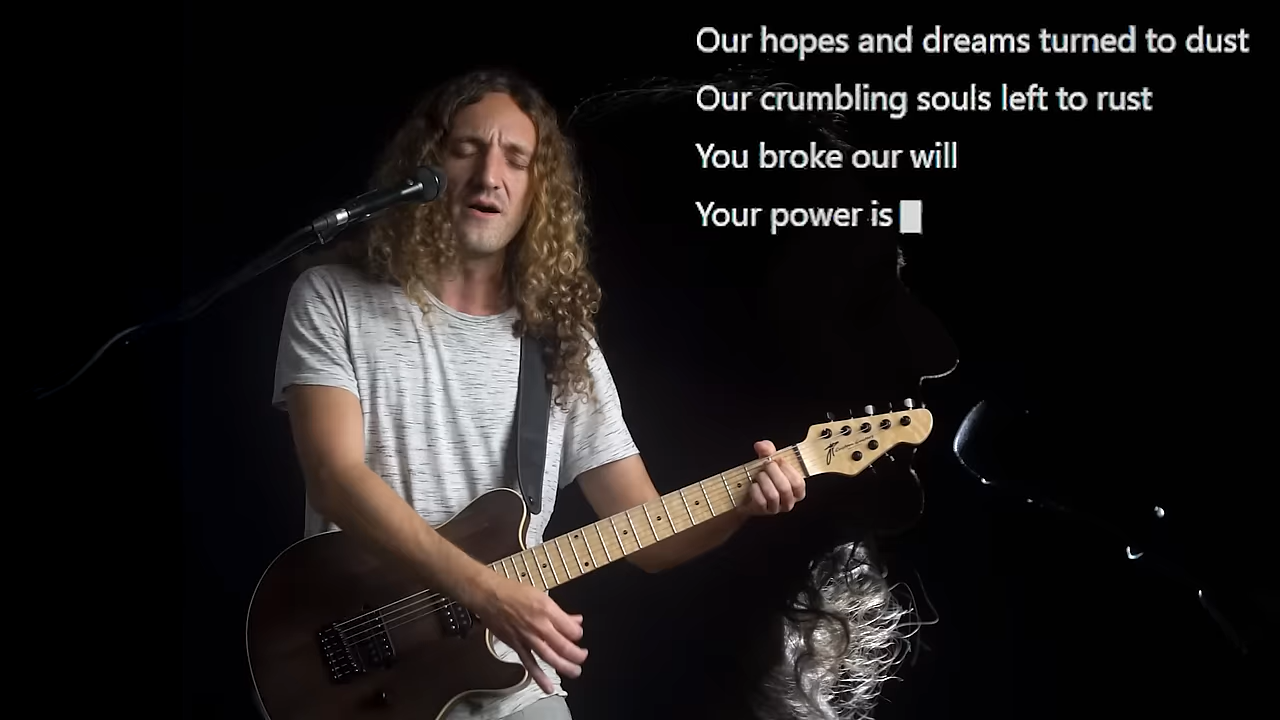 Our hopes and dreams turned to dust
Our crumbling souls left to rust
You broke our will
Your power is